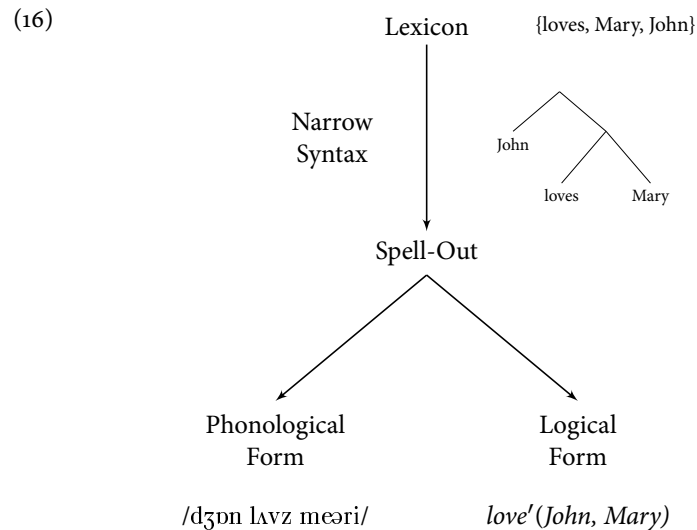 (16)
Lexicon
{loves, Mary, John}
Narrow
Syntax
John
loves
Mary
Spell-Out
Phonological
Form
Logical
Form
/dʒɒn lʌvz meəri/
love′(John, Mary)